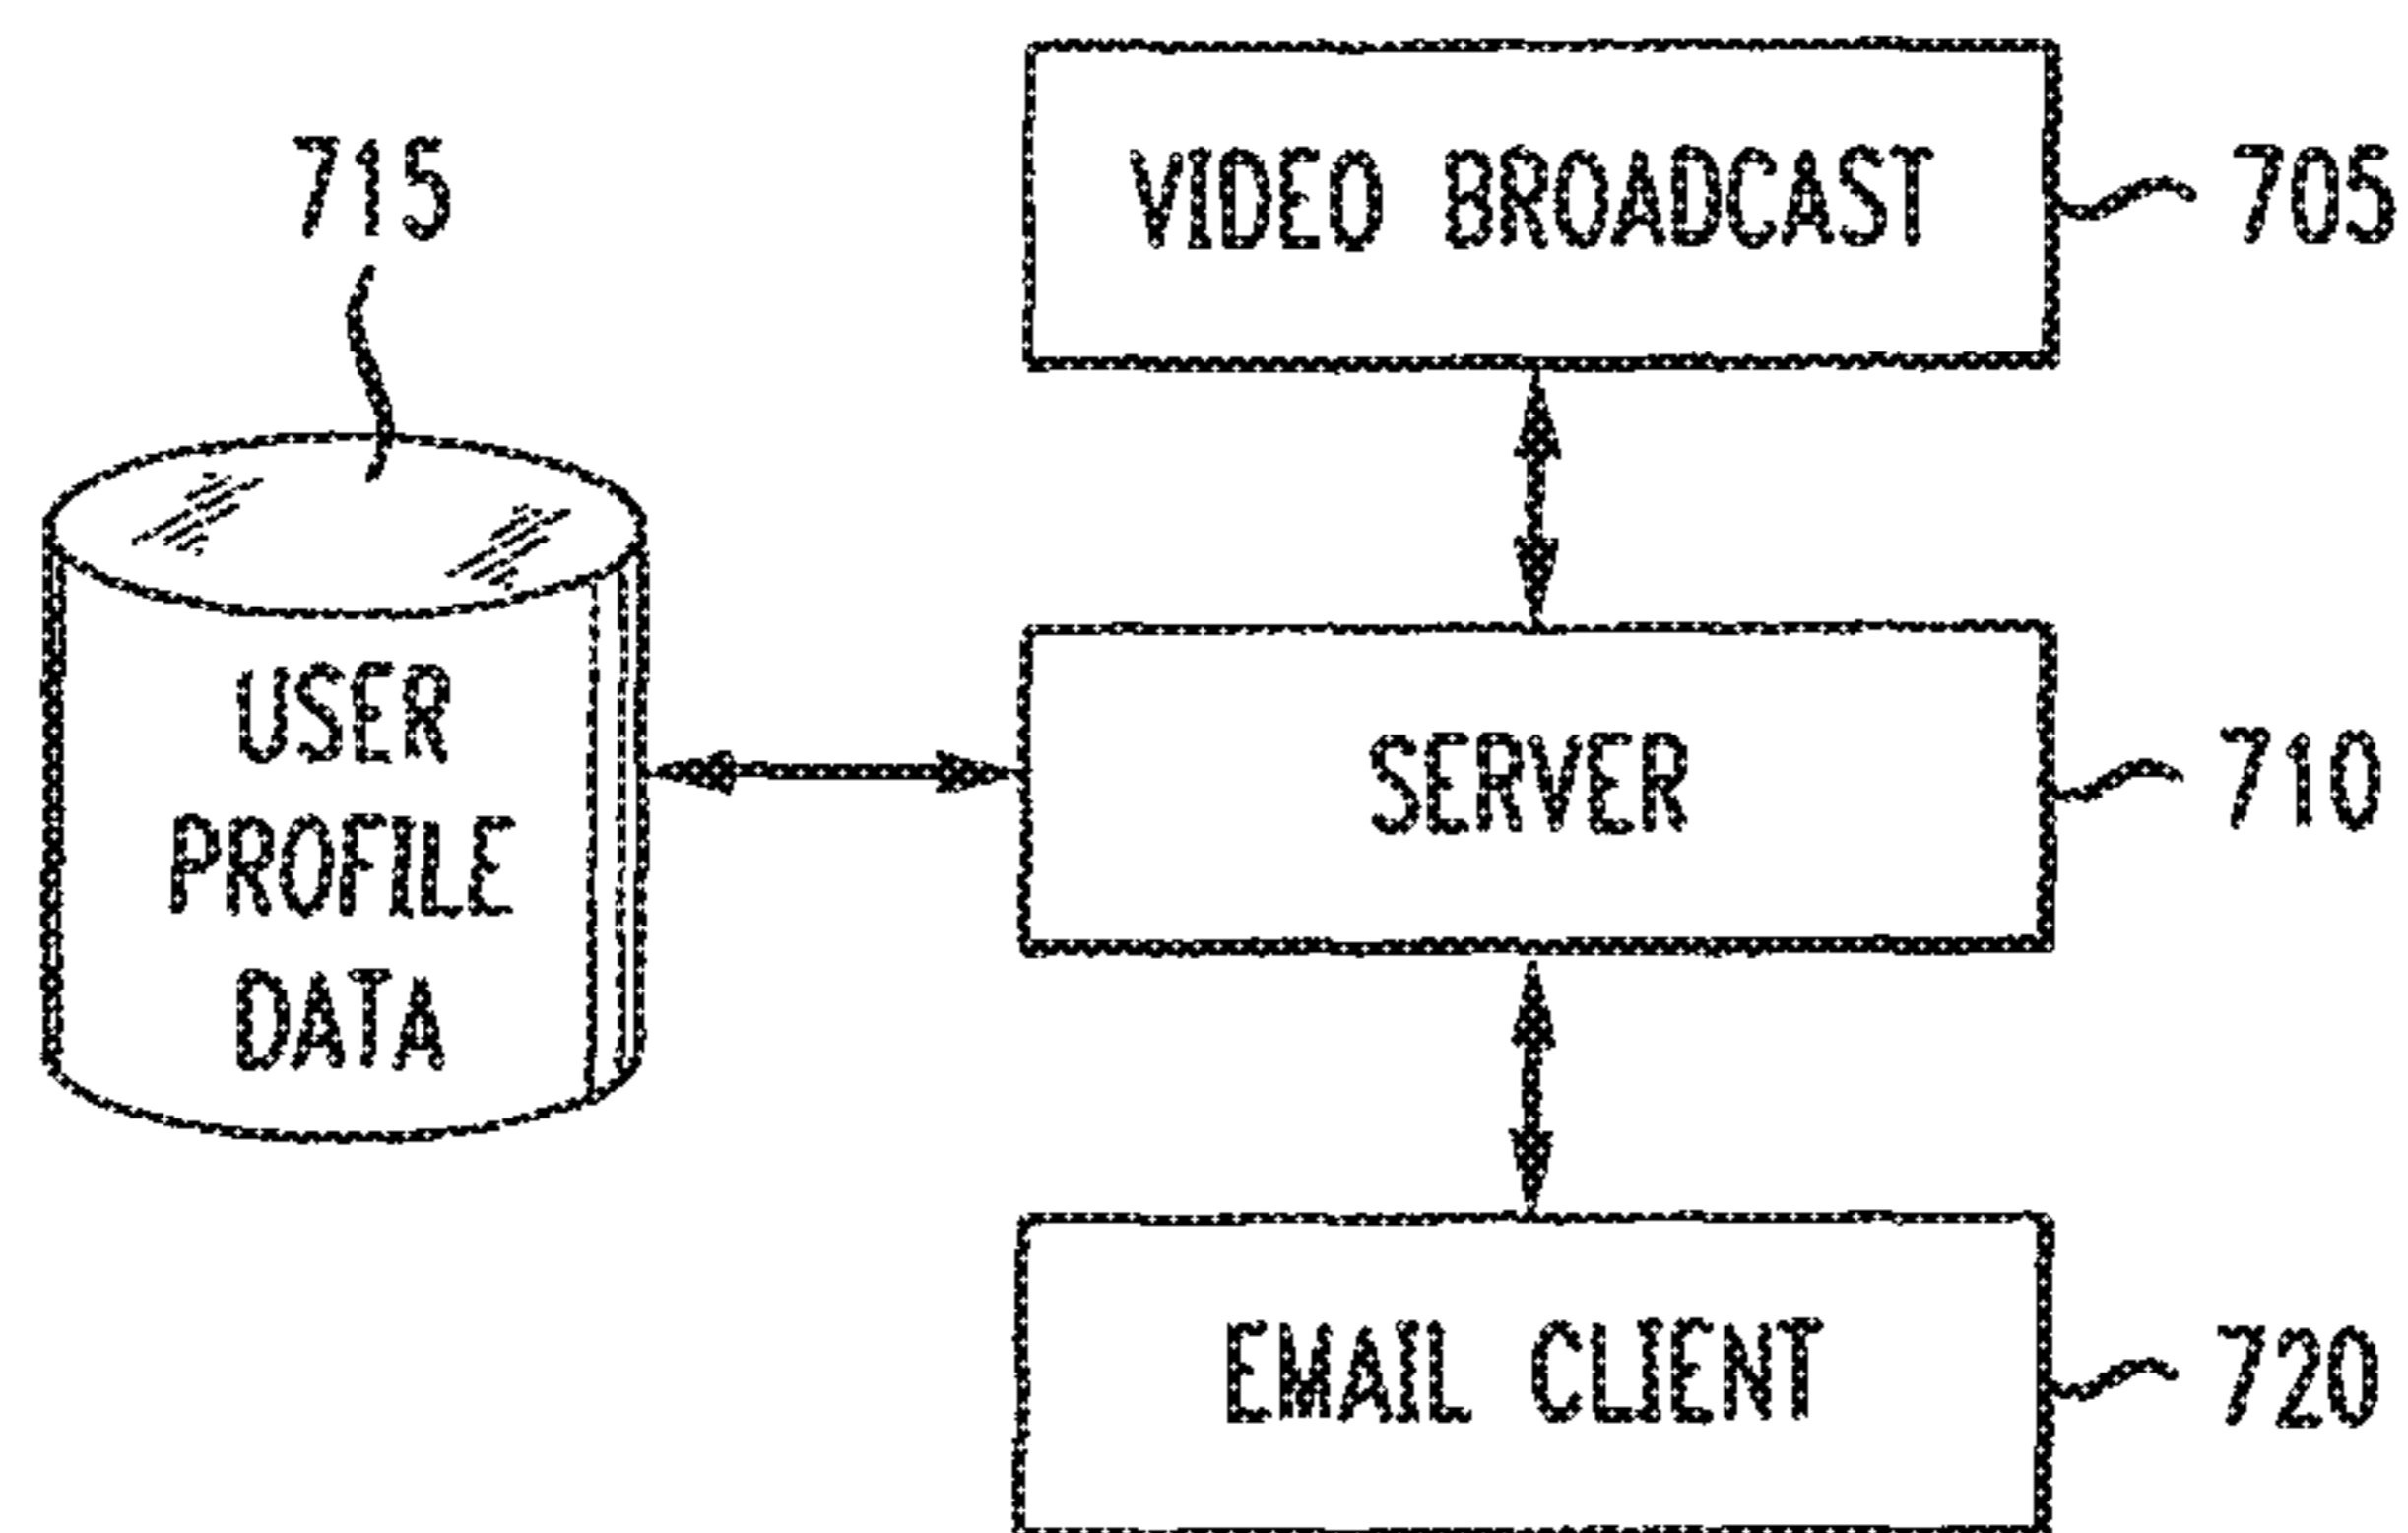 715
VIDEO BROADCAST
705
USER
PROFILE
DATA
SERVER
710
EMAIL CLIENT
720